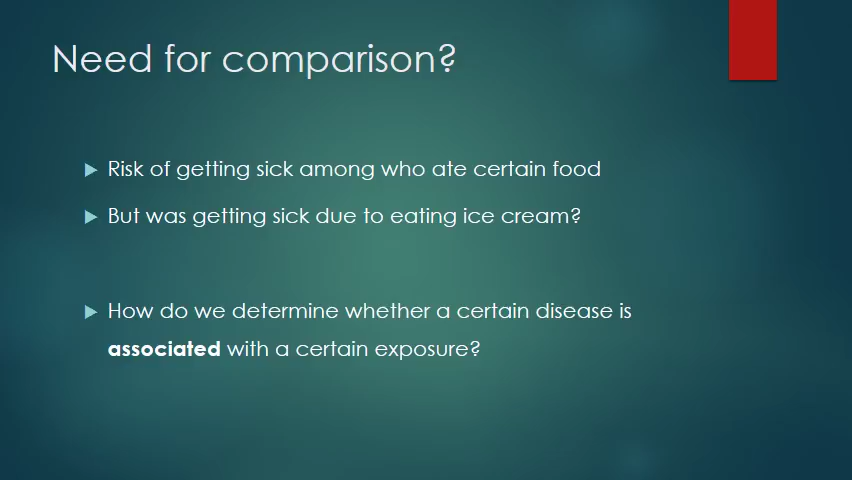 Need for comparison?
Risk of getting sick among who ate certain food
But was getting sick due to eating ice cream?
How do we determine whether a certain disease is
associated with a certain exposure?